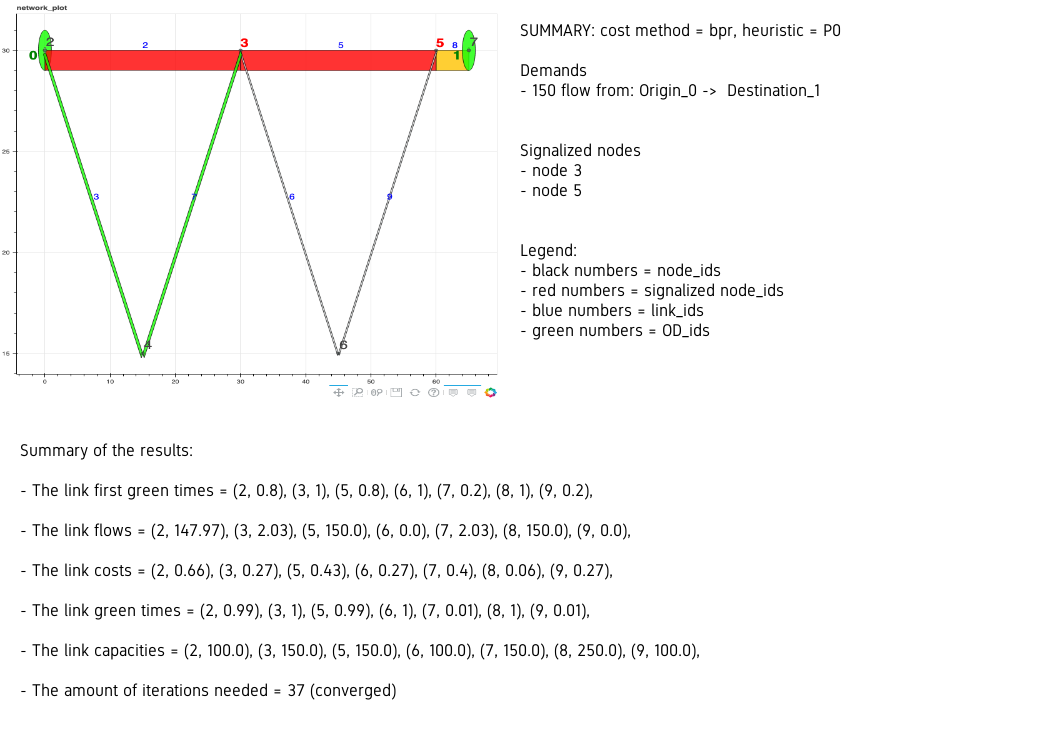 network_plot
SUMMARY: cost method = bpr, heuristic = P0
Demands
- 150 flow from: Origin_0 -> Destination_1
Signalized nodes
- node 3
- node 5
Legend:
- black numbers = node_ids
- red numbers = signalized node_ids
- blue numbers = link_ids
- green numbers = OD_ids
30
25
20
15
0
10
20
30
40
50
60
0
2
2
3
5
5
8
1
7
3
7
6
9
4
6
Summary of the results:
- The link first green times = (2, 0.8), (3, 1), (5, 0.8), (6, 1), (7, 0.2), (8, 1), (9, 0.2),
- The link flows = (2, 147.97), (3, 2.03), (5, 150.0), (6, 0.0), (7, 2.03), (8, 150.0), (9, 0.0),
- The link costs = (2, 0.66), (3, 0.27), (5, 0.43), (6, 0.27), (7, 0.4), (8, 0.06), (9, 0.27),
- The link green times = (2, 0.99), (3, 1), (5, 0.99), (6, 1), (7, 0.01), (8, 1), (9, 0.01),
- The link capacities = (2, 100.0), (3, 150.0), (5, 150.0), (6, 100.0), (7, 150.0), (8, 250.0), (9, 100.0),
- The amount of iterations needed = 37 (converged)